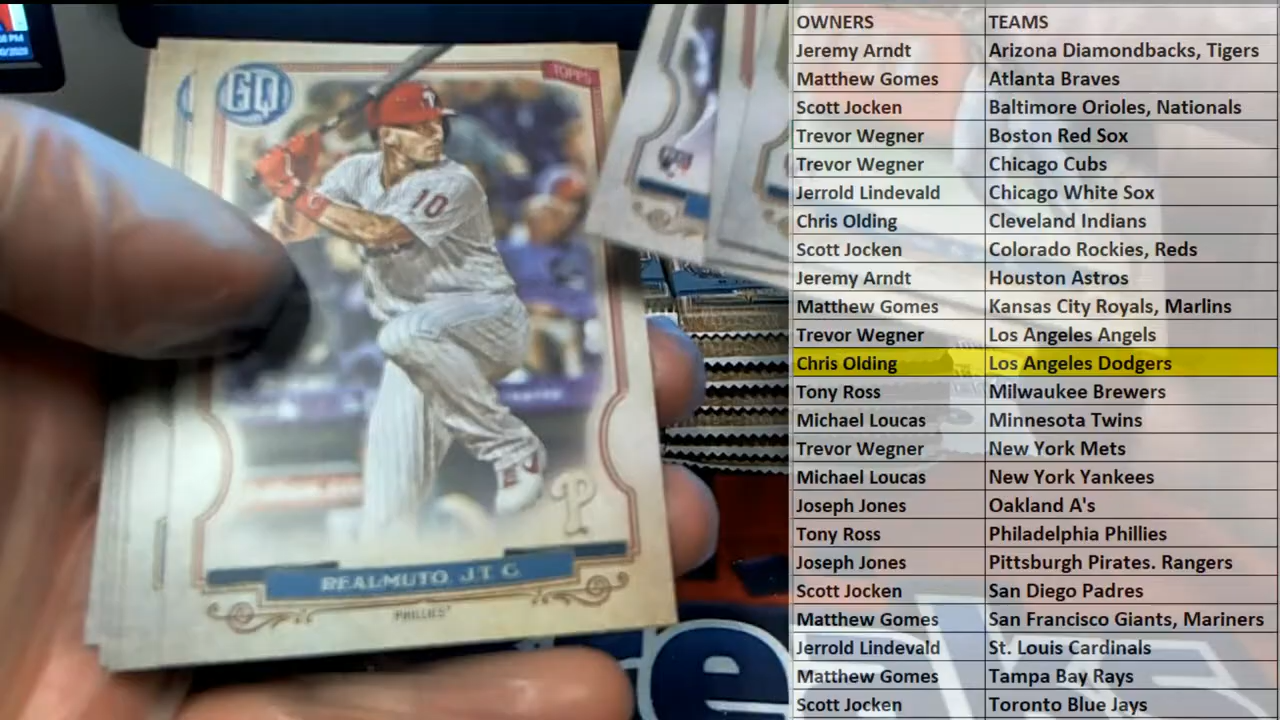 GQ
TOPPS
10
P
REALMUTO, J.T. C.
PHILLIES
OWNERS TEAMS
Jeremy Arndt Arizona Diamondbacks, Tigers
Matthew Gomes Atlanta Braves
Scott Jocken Baltimore Orioles, Nationals
Trevor Wegner Boston Red Sox
Trevor Wegner Chicago Cubs
Jerrold Lindevald Chicago White Sox
Chris Olding Cleveland Indians
Scott Jocken Colorado Rockies, Reds
Jeremy Arndt Houston Astros
Matthew Gomes Kansas City Royals, Marlins
Trevor Wegner Los Angeles Angels
Chris Olding Los Angeles Dodgers
Tony Ross Milwaukee Brewers
Michael Loucas Minnesota Twins
Trevor Wegner New York Mets
Michael Loucas New York Yankees
Joseph Jones Oakland A's
Tony Ross Philadelphia Phillies
Joseph Jones Pittsburgh Pirates. Rangers
Scott Jocken San Diego Padres
Matthew Gomes San Francisco Giants, Mariners
Jerrold Lindevald St. Louis Cardinals
Matthew Gomes Tampa Bay Rays
Scott Jocken Toronto Blue Jays